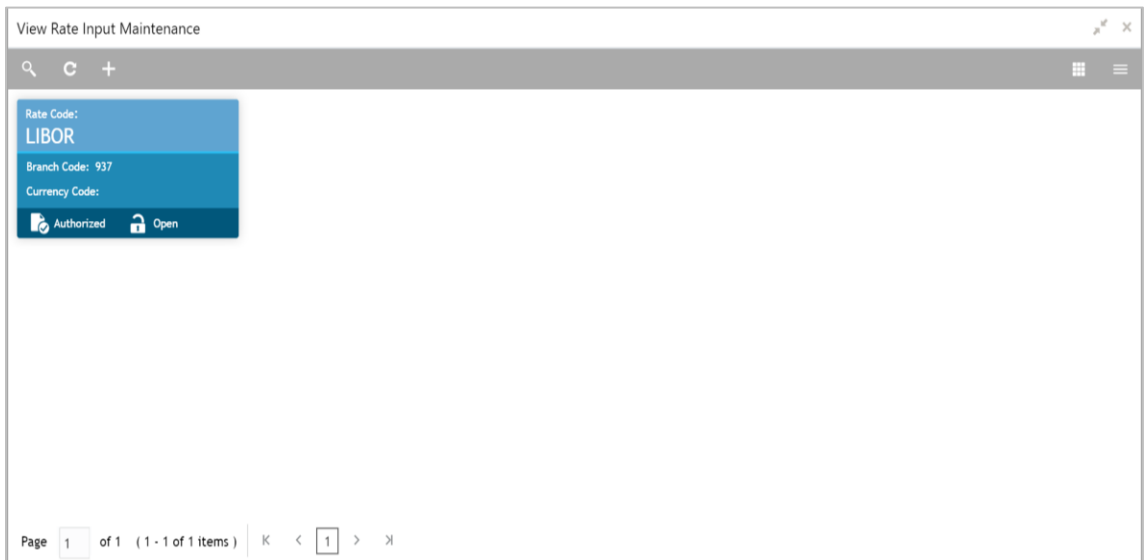 View Rate Input Maintenance
Rate Code:
LIBOR
Branch Code: 937
Currency Code:
Authorized Open
Page 1 of 1 ( 1 - 1 of 1 items ) 1